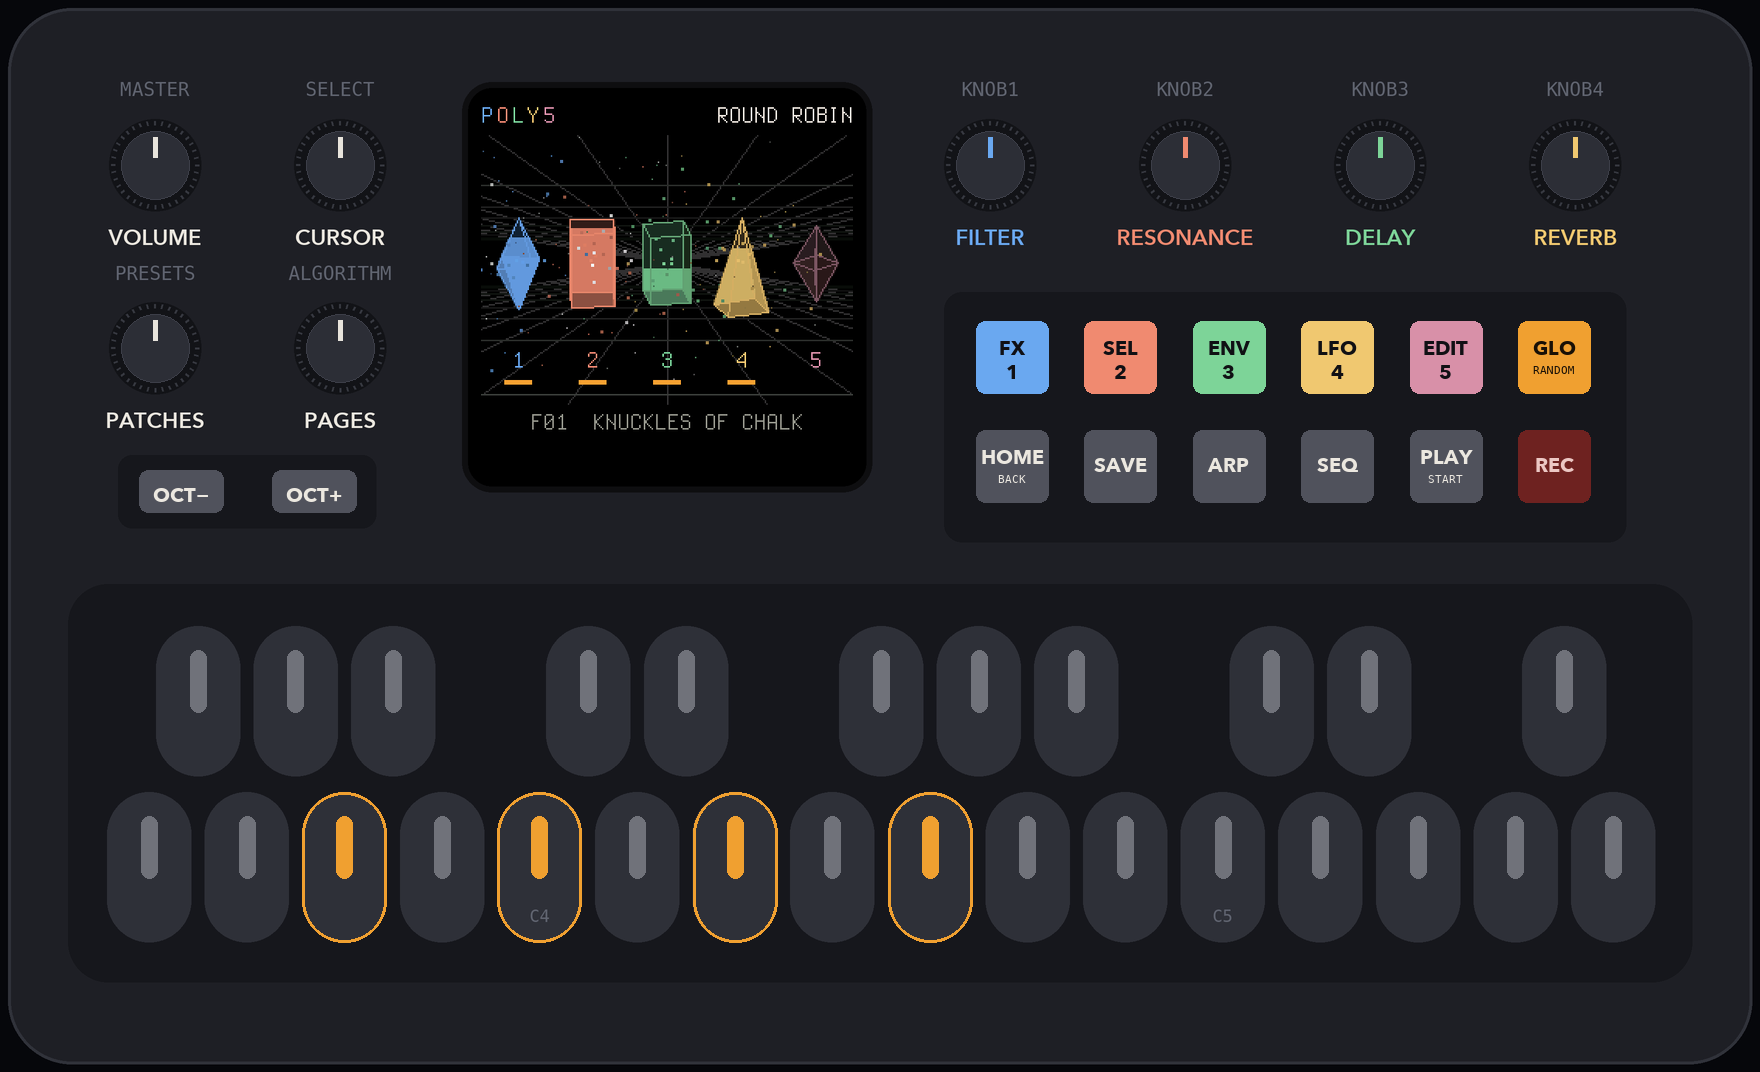 MASTER
SELECT
VOLUME
CURSOR
PRESETS
ALGORITHM
PATCHES
PAGES
OCT–
OCT+
POLY5
ROUND ROBIN
1 2 3 4 5
F01 KNUCKLES OF CHALK
KNOB1
KNOB2
KNOB3
KNOB4
FILTER
RESONANCE
DELAY
REVERB
FX
1
SEL
2
ENV
3
LFO
4
EDIT
5
GLO
RANDOM
HOME
BACK
SAVE
ARP
SEQ
PLAY
START
REC
C4
C5